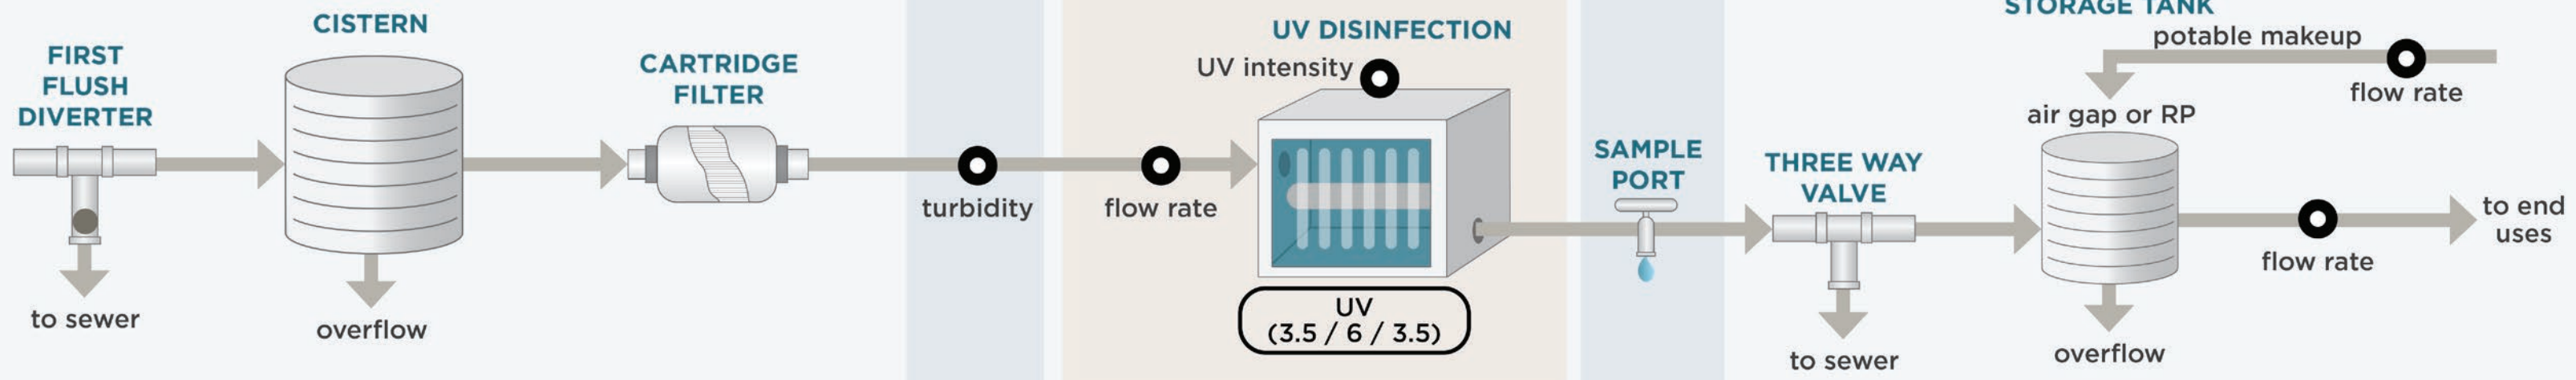 FIRST
FLUSH
DIVERTER
to sewer
CISTERN
overflow
CARTRIDGE
FILTER
turbidity
flow rate
UV DISINFECTION
UV intensity
UV
(3.5 / 6 / 3.5)
SAMPLE
PORT
THREE WAY
VALVE
to sewer
STORAGE TANK
potable makeup
flow rate
air gap or RP
overflow
flow rate
to end
uses